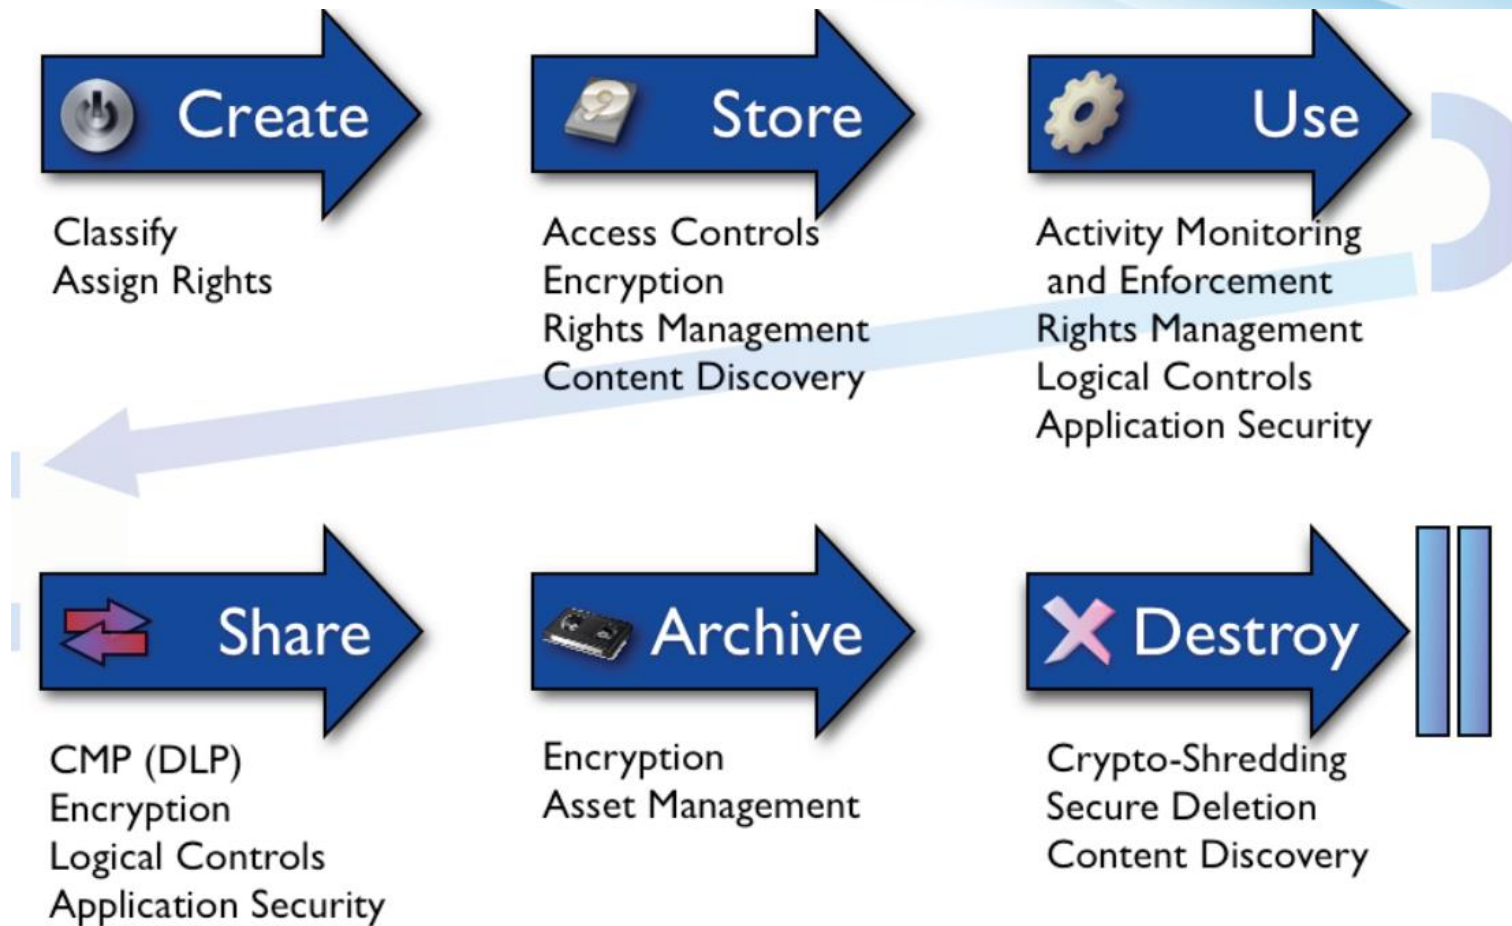 Create
Classify
Assign Rights
Store
Access Controls
Encryption
Rights Management
Content Discovery
Use
Activity Monitoring
and Enforcement
Rights Management
Logical Controls
Application Security
Share
CMP (DLP)
Encryption
Logical Controls
Application Security
Archive
Encryption
Asset Management
Destroy
Crypto-Shredding
Secure Deletion
Content Discovery